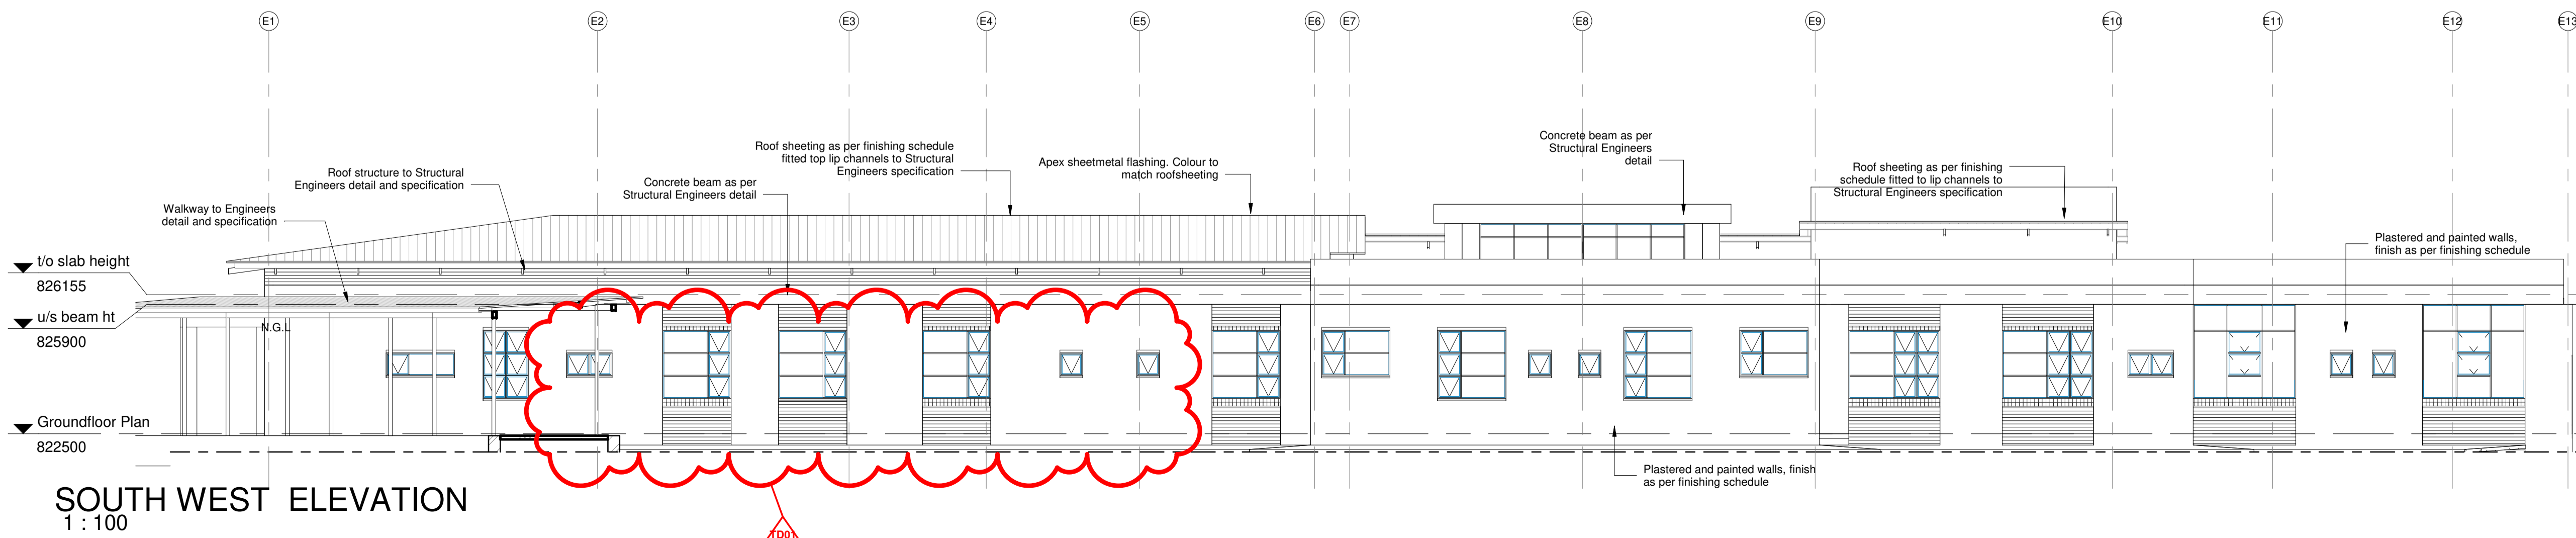 E1
E2
E3
E4
E5
E6
E7
E8
E9
E10
E11
E12
E13
Walkway to Engineers
detail and specification
Roof structure to Structural
Engineers detail and specification
Concrete beam as per
Structural Engineers detail
Roof sheeting as per finishing schedule
fitted top lip channels to Structural
Engineers specification
Apex sheetmetal flashing. Colour to
match roofsheeting
Concrete beam as per
Structural Engineers
detail
Roof sheeting as per finishing
schedule fitted to lip channels to
Structural Engineers specification
Plastered and painted walls,
finish as per finishing schedule
t/o slab height
826155
u/s beam ht
825900
N.G.L
Groundfloor Plan
822500
Plastered and painted walls, finish
as per finishing schedule
SOUTH WEST ELEVATION
1 : 100
TD01